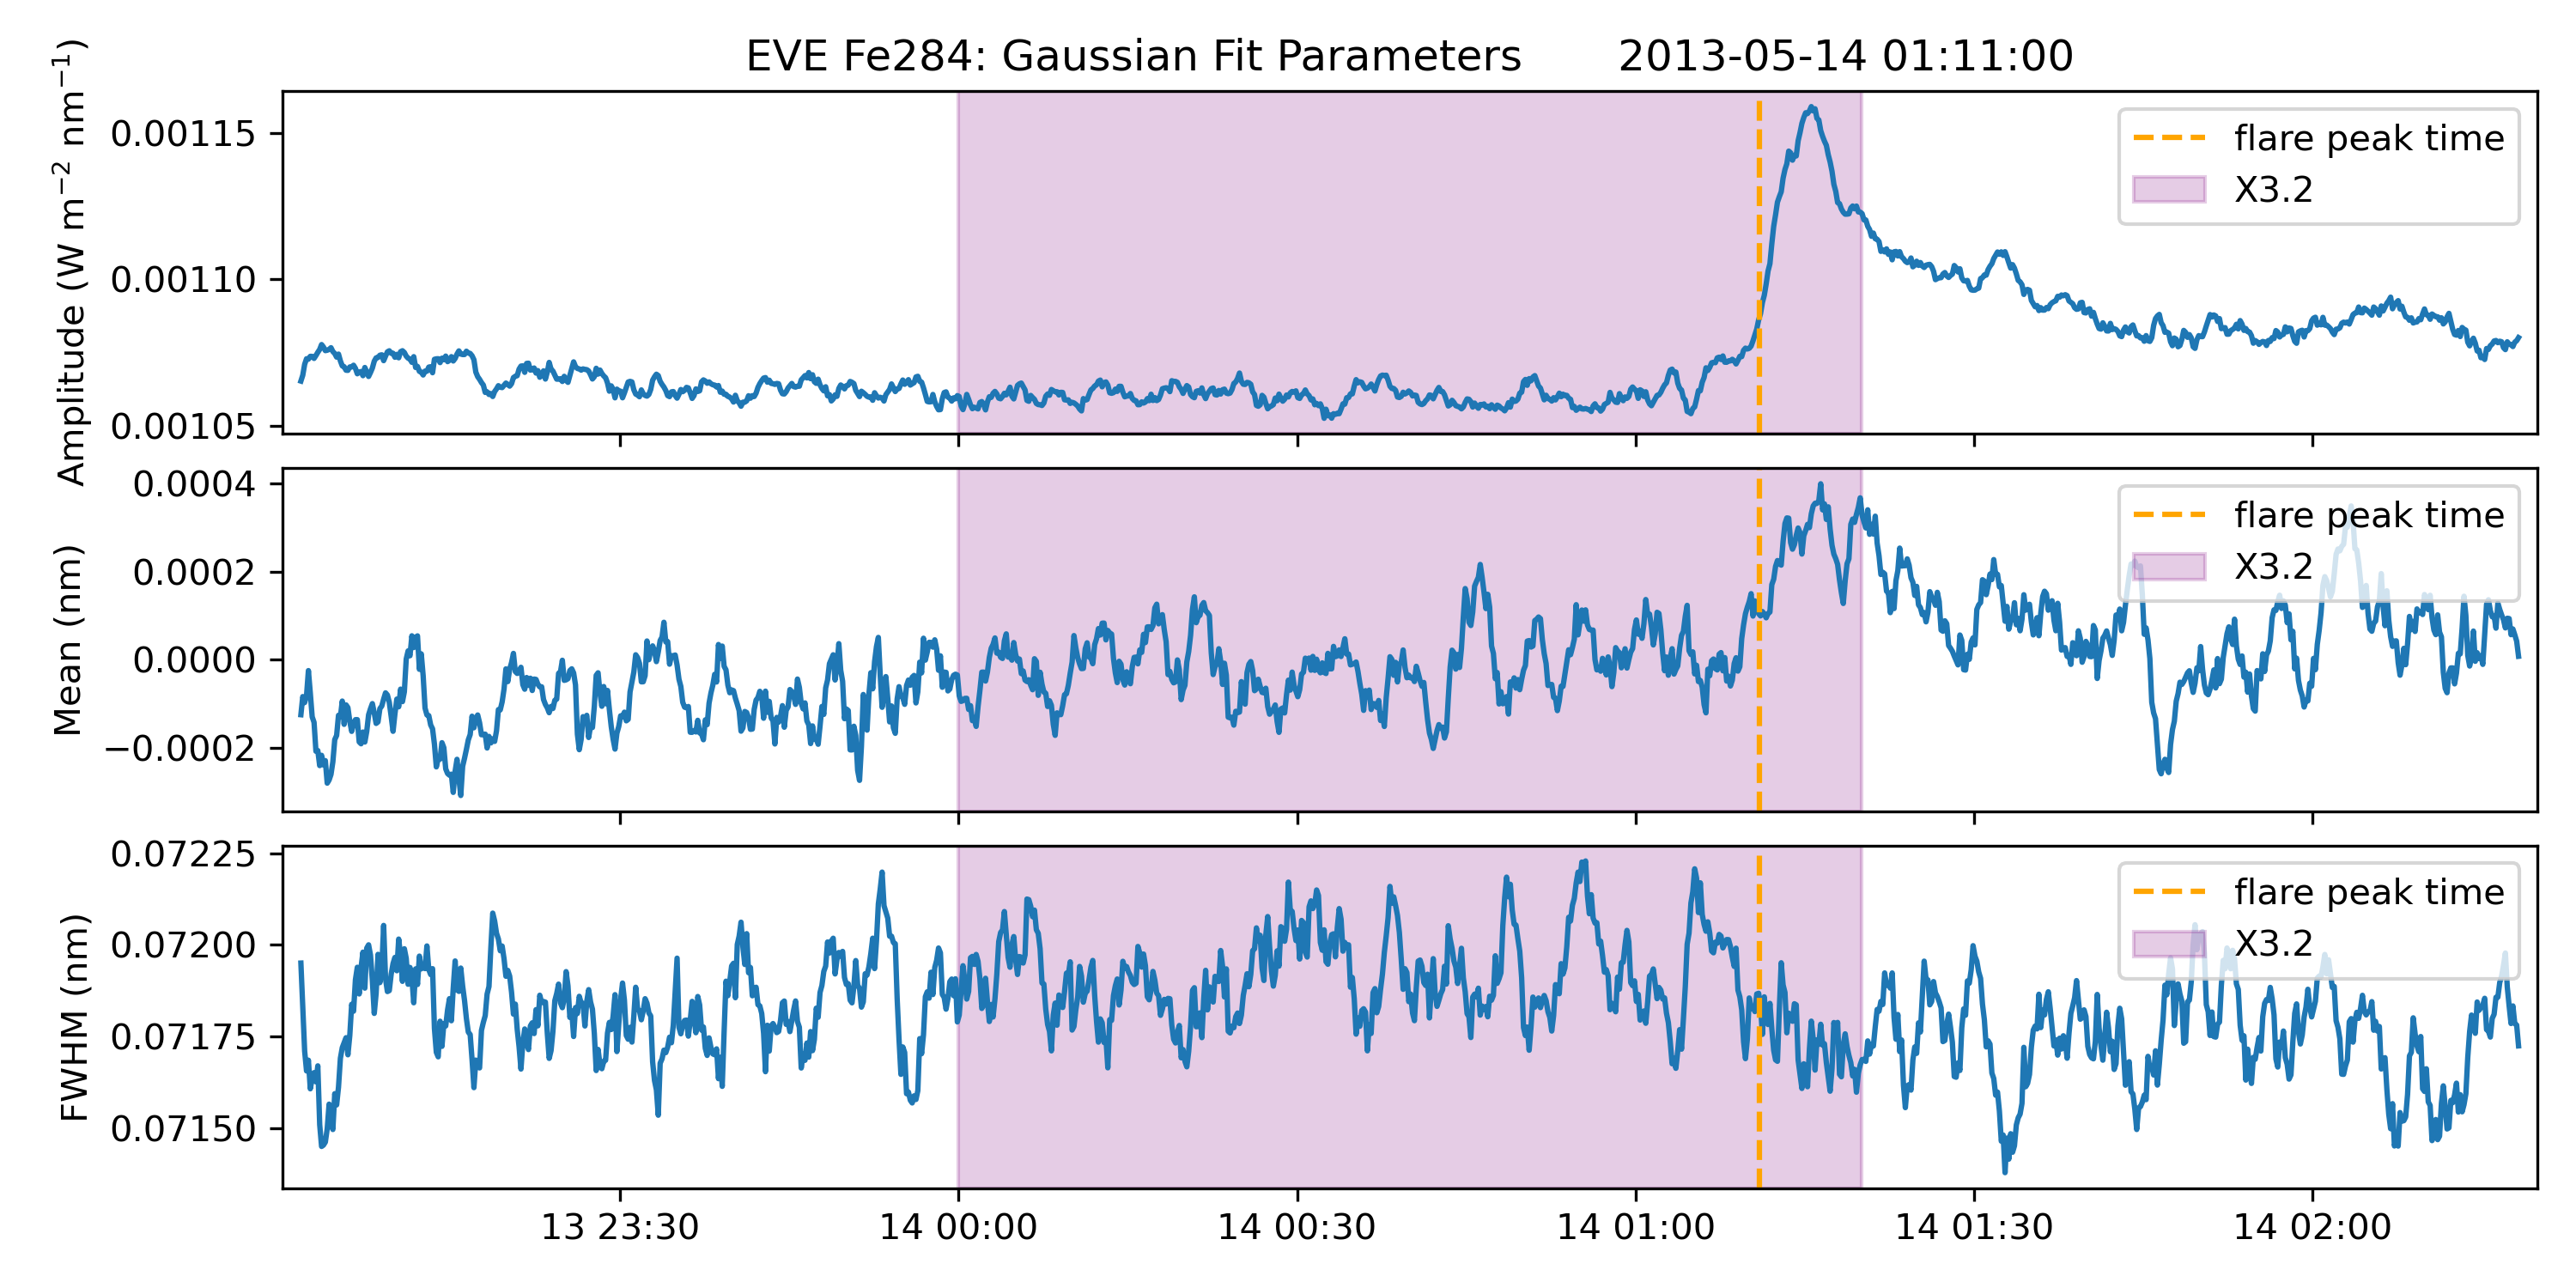 EVE Fe284: Gaussian Fit Parameters 2013-05-14 01:11:00
Amplitude (W m⁻² nm⁻¹)
0.00115
0.00110
0.00105
flare peak time
X3.2
Mean (nm)
0.0004
0.0002
0.0000
−0.0002
flare peak time
X3.2
FWHM (nm)
0.07225
0.07200
0.07175
0.07150
flare peak time
X3.2
13 23:30 14 00:00 14 00:30 14 01:00 14 01:30 14 02:00